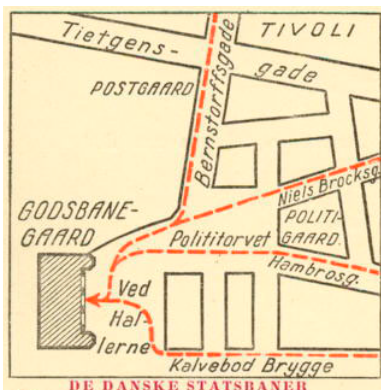 Tietgens-
TIVOLI
gade
POSTGAARD
Bernstorffsgade
Niels Brocksg.
GODSBANE-
GAARD
Polititorvet
POLITI-
GAARD.
Hambrosg.
Ved
Hal-
lerne
Kalvebod Brygge
DE DANSKE STATSBANER